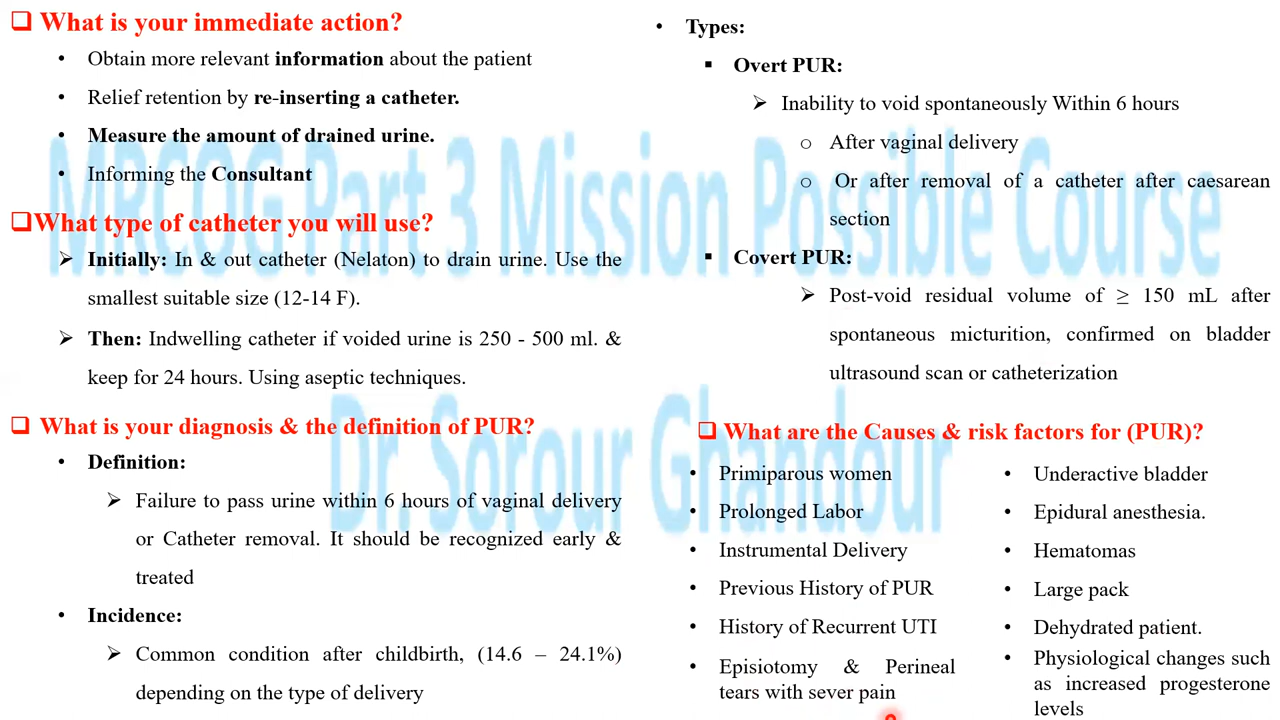 ❑ What is your immediate action?
• Obtain more relevant information about the patient
• Relief retention by re-inserting a catheter.
• Measure the amount of drained urine.
• Informing the Consultant
❑What type of catheter you will use?
➢ Initially: In & out catheter (Nelaton) to drain urine. Use the
smallest suitable size (12-14 F).
➢ Then: Indwelling catheter if voided urine is 250 - 500 ml. &
keep for 24 hours. Using aseptic techniques.
❑ What is your diagnosis & the definition of PUR?
• Definition:
➢ Failure to pass urine within 6 hours of vaginal delivery
or Catheter removal. It should be recognized early &
treated
• Incidence:
➢ Common condition after childbirth, (14.6 – 24.1%)
depending on the type of delivery
• Types:
▪ Overt PUR:
➢ Inability to void spontaneously Within 6 hours
o After vaginal delivery
o Or after removal of a catheter after caesarean
section
▪ Covert PUR:
➢ Post-void residual volume of ≥ 150 mL after
spontaneous micturition, confirmed on bladder
ultrasound scan or catheterization
❑ What are the Causes & risk factors for (PUR)?
• Primiparous women
• Prolonged Labor
• Instrumental Delivery
• Previous History of PUR
• History of Recurrent UTI
• Episiotomy & Perineal
tears with sever pain
• Underactive bladder
• Epidural anesthesia.
• Hematomas
• Large pack
• Dehydrated patient.
• Physiological changes such
as increased progesterone
levels
MRCOG Part 3 Mission Possible Course
Dr. Sorour Ghandour